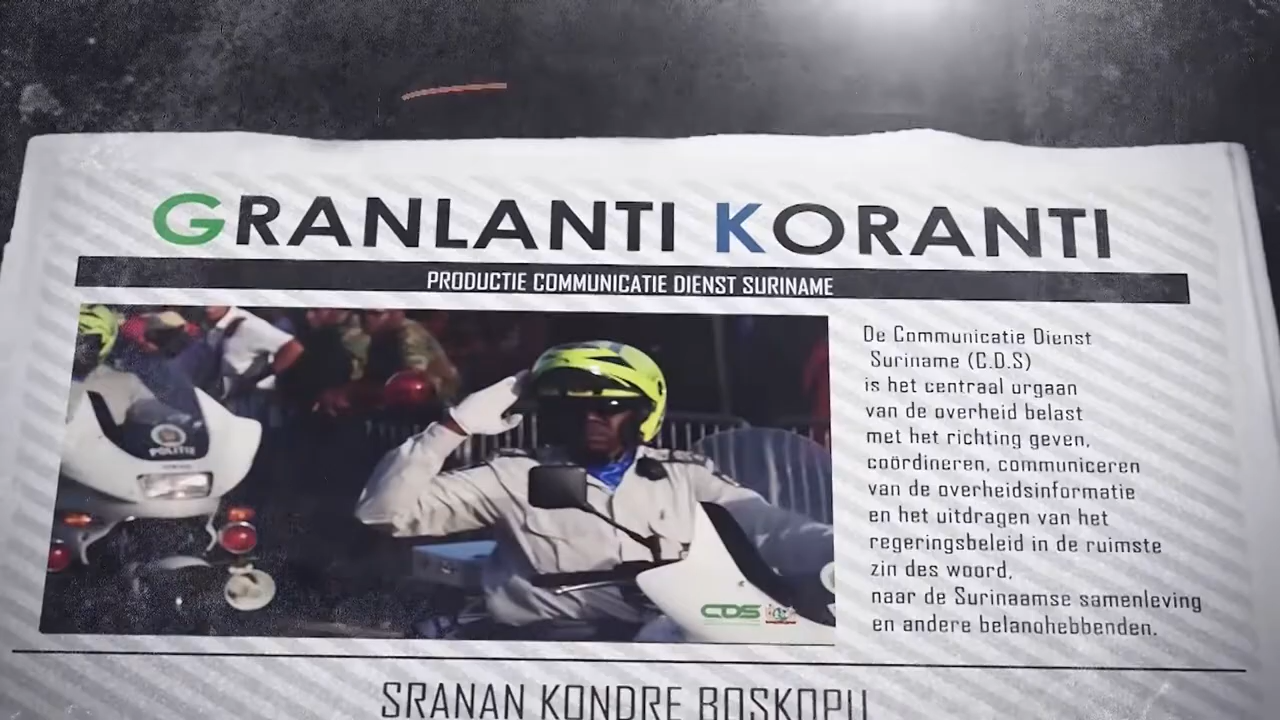 GRANLANTI KORANTI
PRODUCTIE COMMUNICATIE DIENST SURINAME
POLITIE
CDS
De Communicatie Dienst
Suriname (C.D.S)
is het centraal orgaan
van de overheid belast
met het richting geven,
coördineren, communiceren
van de overheidsinformatie
en het uitdragen van het
regeringsbeleid in de ruimste
zin des woord,
naar de Surinaamse samenleving
en andere belanghebbenden.
SRANAN KONDRE BOSKOPU